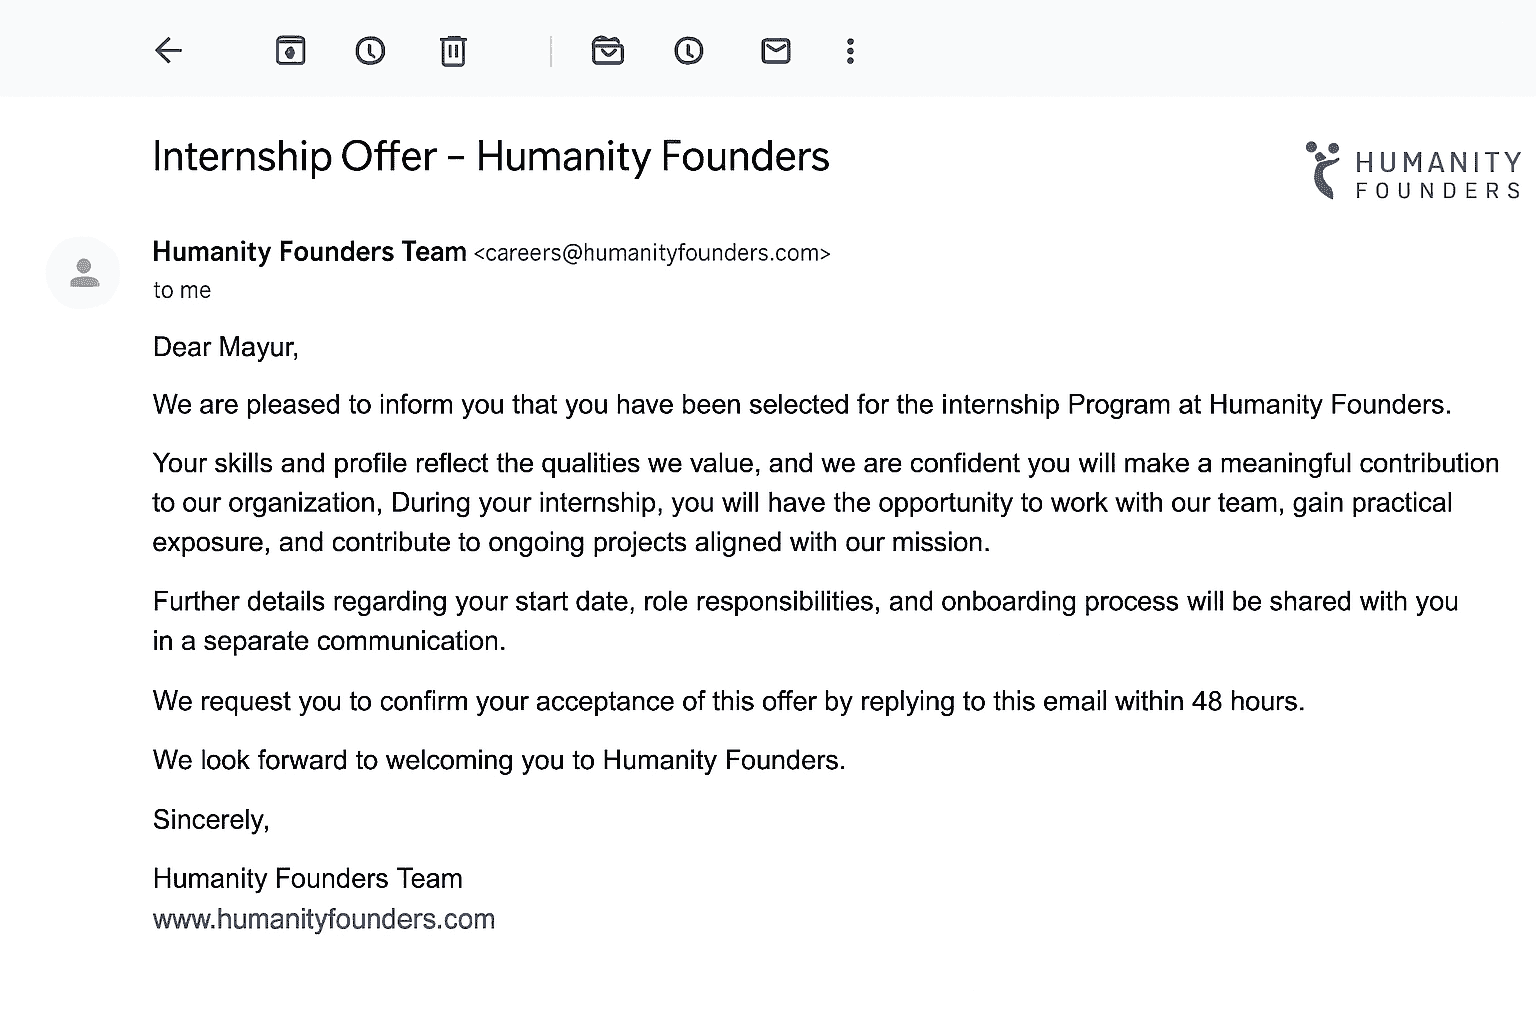 Internship Offer – Humanity Founders
HUMANITY
FOUNDERS
Humanity Founders Team <careers@humanityfounders.com>
to me
Dear Mayur,
We are pleased to inform you that you have been selected for the internship Program at Humanity Founders.
Your skills and profile reflect the qualities we value, and we are confident you will make a meaningful contribution
to our organization, During your internship, you will have the opportunity to work with our team, gain practical
exposure, and contribute to ongoing projects aligned with our mission.
Further details regarding your start date, role responsibilities, and onboarding process will be shared with you
in a separate communication.
We request you to confirm your acceptance of this offer by replying to this email within 48 hours.
We look forward to welcoming you to Humanity Founders.
Sincerely,
Humanity Founders Team
www.humanityfounders.com